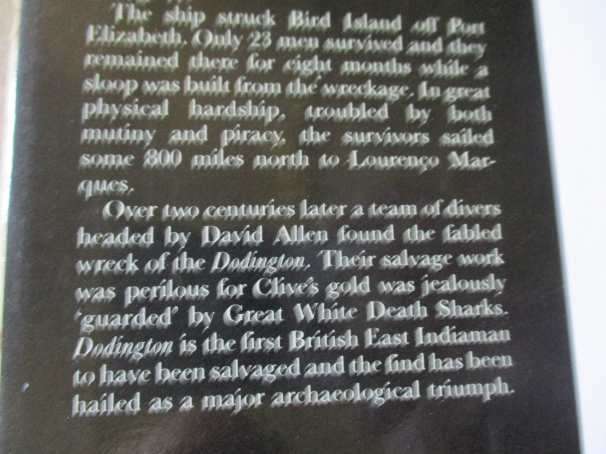 The ship struck Bird Island off Port
Elizabeth. Only 23 men survived and they
remained there for eight months while a
sloop was built from the wreckage. In great
physical hardship, troubled by both
mutiny and piracy, the survivors sailed
some 800 miles north to Lourenço Mar-
ques.
Over two centuries later a team of divers
headed by David Allen found the fabled
wreck of the Dodington. Their salvage work
was perilous for Clive's gold was jealously
'guarded' by Great White Death Sharks.
Dodington is the first British East Indiaman
to have been salvaged and the find has been
hailed as a major archaeological triumph.